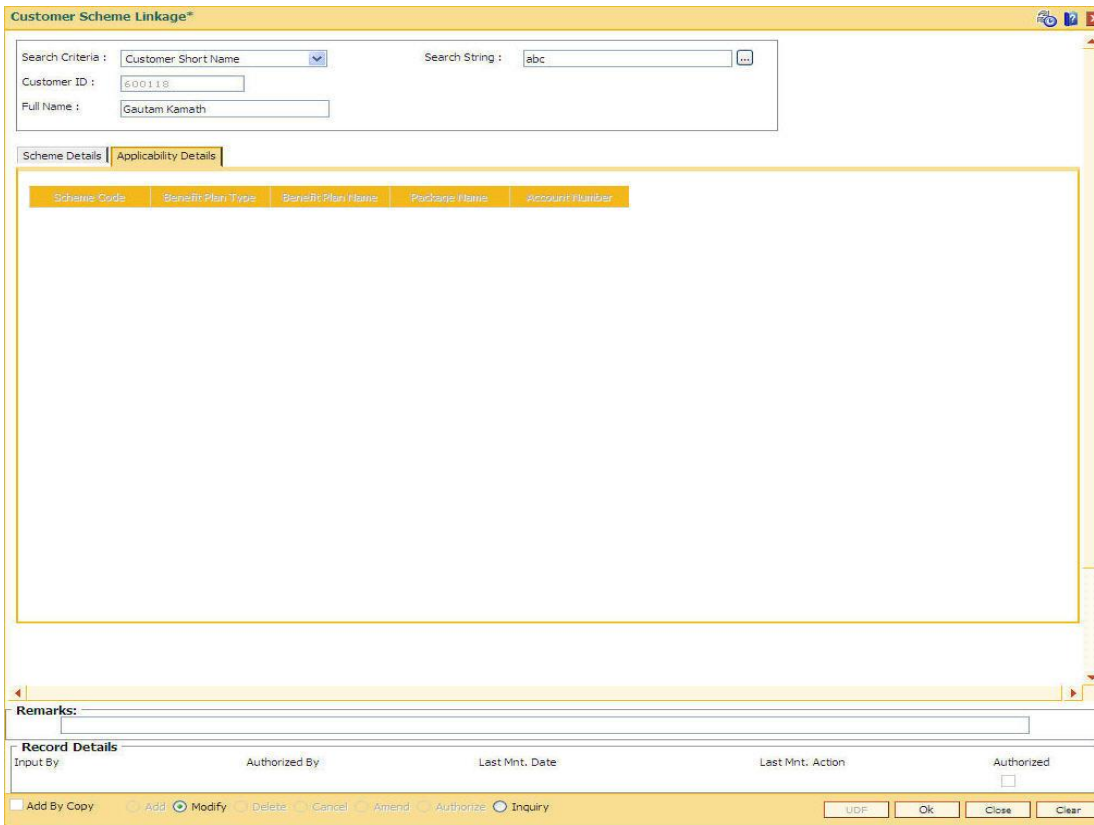 Customer Scheme Linkage*
Search Criteria : Customer Short Name Search String : abc ...
Customer ID : 600118
Full Name : Gautam Kamath
Scheme Details Applicability Details
Scheme Code Benefit Plan Type Benefit Plan Name Package Name Account Number
Remarks:
Record Details
Input By Authorized By Last Mnt. Date Last Mnt. Action Authorized
Add By Copy Add Modify Delete Cancel Amend Authorize Inquiry UDF Ok Close Clear